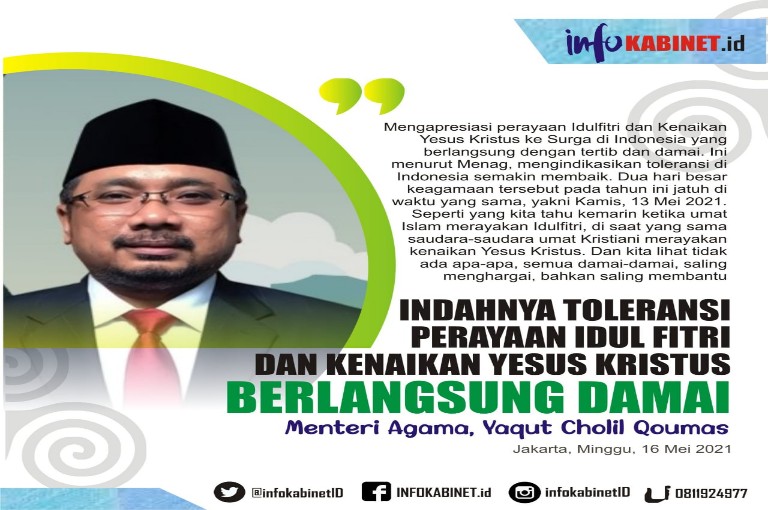 info KABINET.id
Mengapresiasi perayaan Idulfitri dan Kenaikan
Yesus Kristus ke Surga di Indonesia yang
berlangsung dengan tertib dan damai. Ini
menurut Menag, mengindikasikan toleransi di
Indonesia semakin membaik. Dua hari besar
keagamaan tersebut pada tahun ini jatuh di
waktu yang sama, yakni Kamis, 13 Mei 2021.
Seperti yang kita tahu kemarin ketika umat
Islam merayakan Idulfitri, di saat yang sama
saudara-saudara umat Kristiani merayakan
kenaikan Yesus Kristus. Dan kita lihat tidak
ada apa-apa, semua damai-damai, saling
menghargai, bahkan saling membantu
INDAHNYA TOLERANSI
PERAYAAN IDUL FITRI
DAN KENAIKAN YESUS KRISTUS
BERLANGSUNG DAMAI
Menteri Agama, Yaqut Cholil Qoumas
Jakarta, Minggu, 16 Mei 2021
@infokabinetID INFOKABINET.id infokabinetID 0811924977